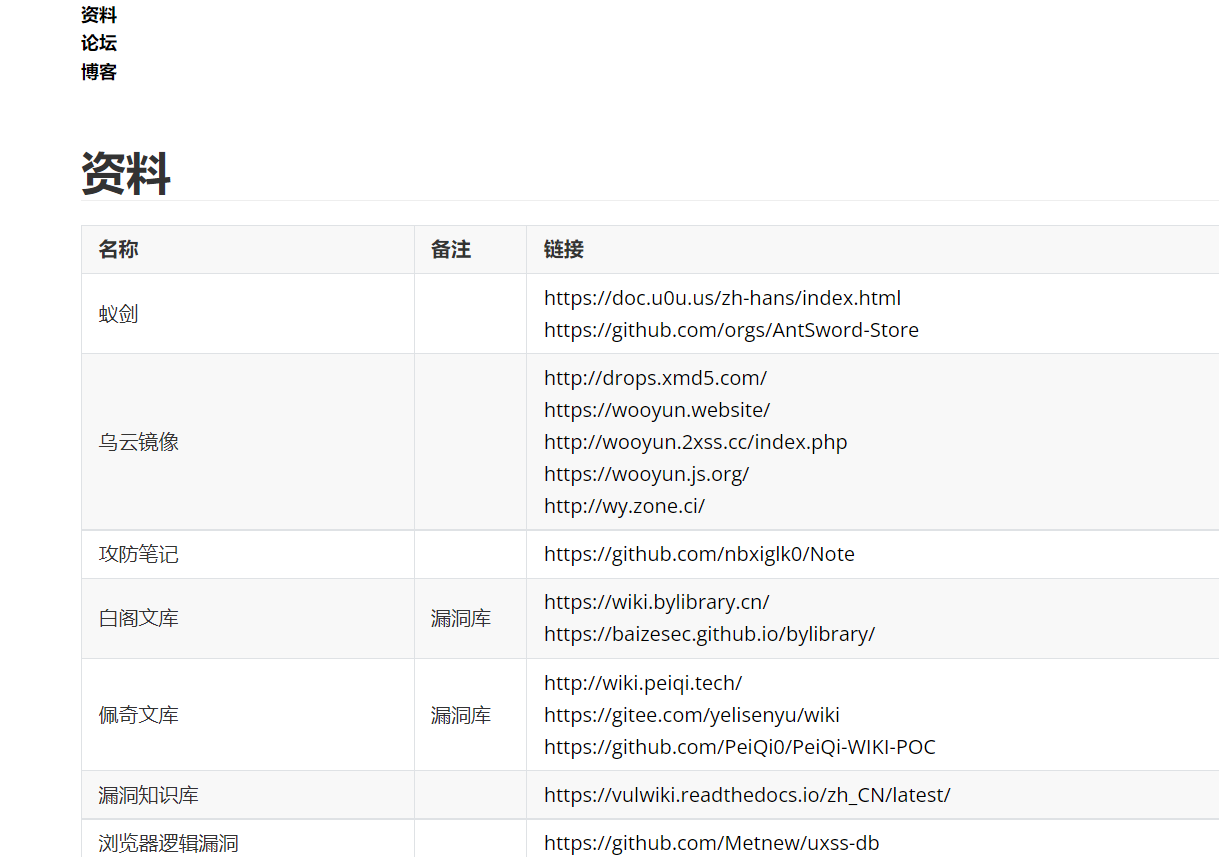 资料
论坛
博客
资料
名称 备注 链接
蚁剑
https://doc.u0u.us/zh-hans/index.html
https://github.com/orgs/AntSword-Store
乌云镜像
http://drops.xmd5.com/
https://wooyun.website/
http://wooyun.2xss.cc/index.php
https://wooyun.js.org/
http://wy.zone.ci/
攻防笔记 https://github.com/nbxiglk0/Note
白阁文库 漏洞库
https://wiki.bylibrary.cn/
https://baizesec.github.io/bylibrary/
佩奇文库 漏洞库
http://wiki.peiqi.tech/
https://gitee.com/yelisenyu/wiki
https://github.com/PeiQi0/PeiQi-WIKI-POC
漏洞知识库 https://vulwiki.readthedocs.io/zh_CN/latest/
浏览器逻辑漏洞 https://github.com/Metnew/uxss-db